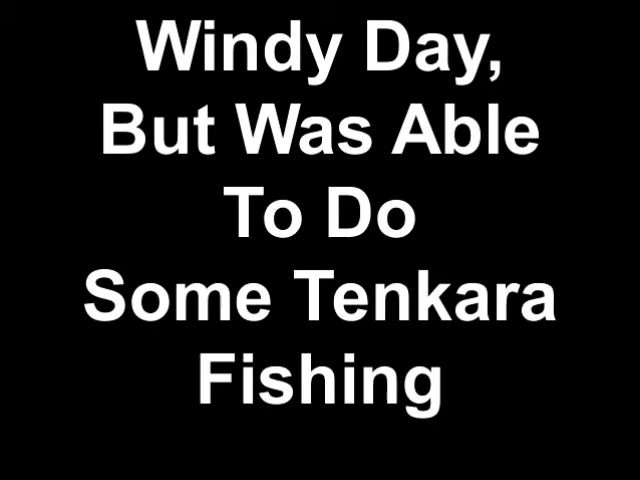 Windy Day,
But Was Able
To Do
Some Tenkara
Fishing